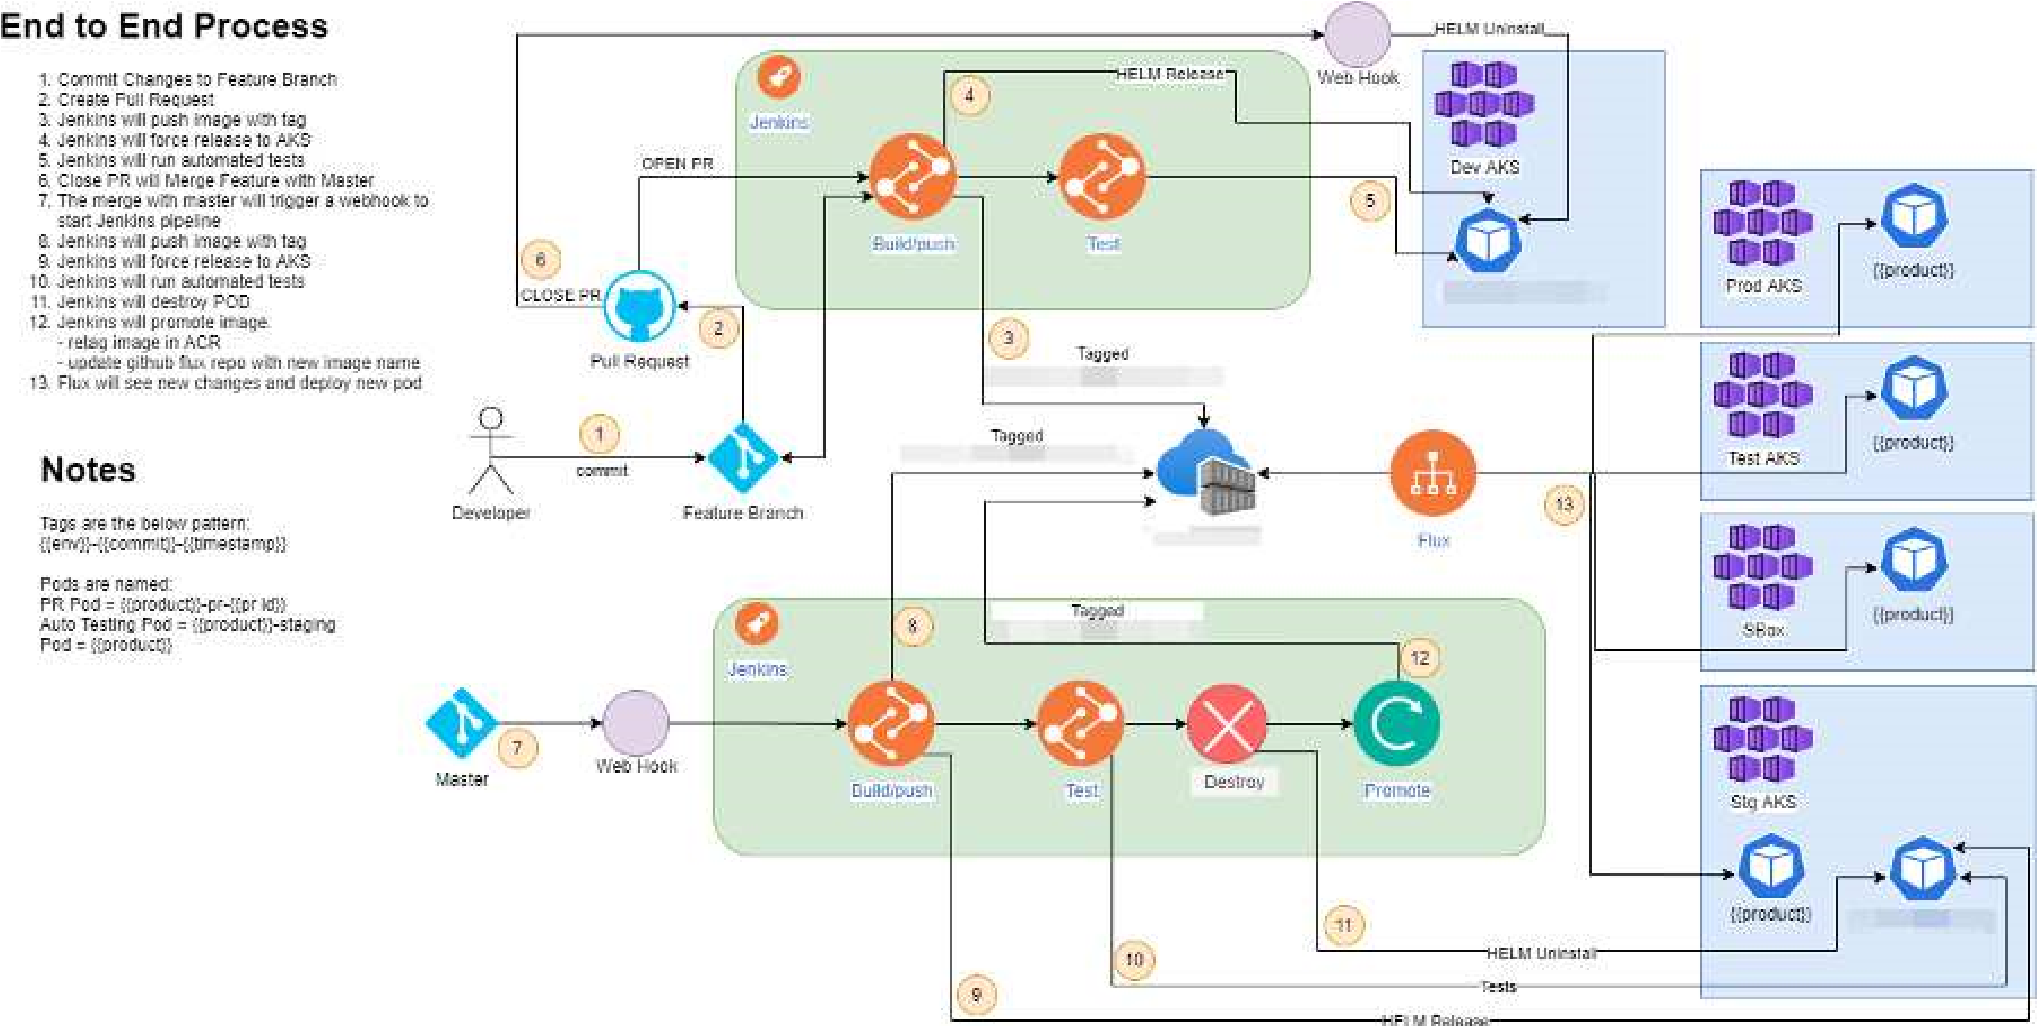 End to End Process
1. Commit Changes to Feature Branch
2. Create Pull Request
3. Jenkins will push image with tag
4. Jenkins will force release to AKS
5. Jenkins will run automated tests
6. Close PR will Merge Feature with Master
7. The merge with master will trigger a webhook to
start Jenkins pipeline
8. Jenkins will push image with tag
9. Jenkins will force release to AKS
10. Jenkins will run automated tests
11. Jenkins will destroy POD
12. Jenkins will promote image.
- retag image in ACR
- update github flux repo with new image name
13. Flux will see new changes and deploy new pod
Notes
Tags are the below pattern:
{{env}}-{{commit}}-{{timestamp}}
Pods are named:
PR Pod = {{product}}-pr-{{pr id}}
Auto Testing Pod = {{product}}-staging
Pod = {{product}}
Web Hook
HELM Uninstall
Jenkins
4
HELM Release
OPEN PR
Build/push
Test
5
Dev AKS
6
CLOSE PR
Pull Request
2
3
Tagged
Developer
1
commit
Feature Branch
Tagged
Flux
13
Prod AKS
{{product}}
Test AKS
{{product}}
SBox
{{product}}
Stg AKS
{{product}}
Jenkins
8
Tagged
12
Master
7
Web Hook
Build/push
Test
Destroy
Promote
11
HELM Uninstall
10
Tests
9
HELM Release